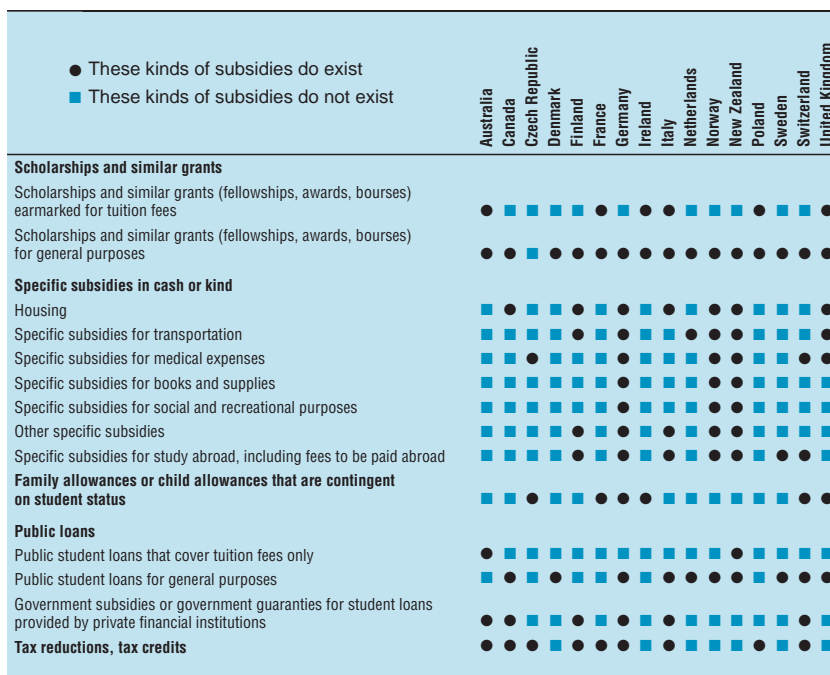 ● These kinds of subsidies do exist
■ These kinds of subsidies do not exist
Australia
Canada
Czech Republic
Denmark
Finland
France
Germany
Ireland
Italy
Netherlands
Norway
New Zealand
Poland
Sweden
Switzerland
United Kingdom
Scholarships and similar grants
Scholarships and similar grants (fellowships, awards, bourses)
earmarked for tuition fees
Scholarships and similar grants (fellowships, awards, bourses)
for general purposes
Specific subsidies in cash or kind
Housing
Specific subsidies for transportation
Specific subsidies for medical expenses
Specific subsidies for books and supplies
Specific subsidies for social and recreational purposes
Other specific subsidies
Specific subsidies for study abroad, including fees to be paid abroad
Family allowances or child allowances that are contingent
on student status
Public loans
Public student loans that cover tuition fees only
Public student loans for general purposes
Government subsidies or government guaranties for student loans
provided by private financial institutions
Tax reductions, tax credits